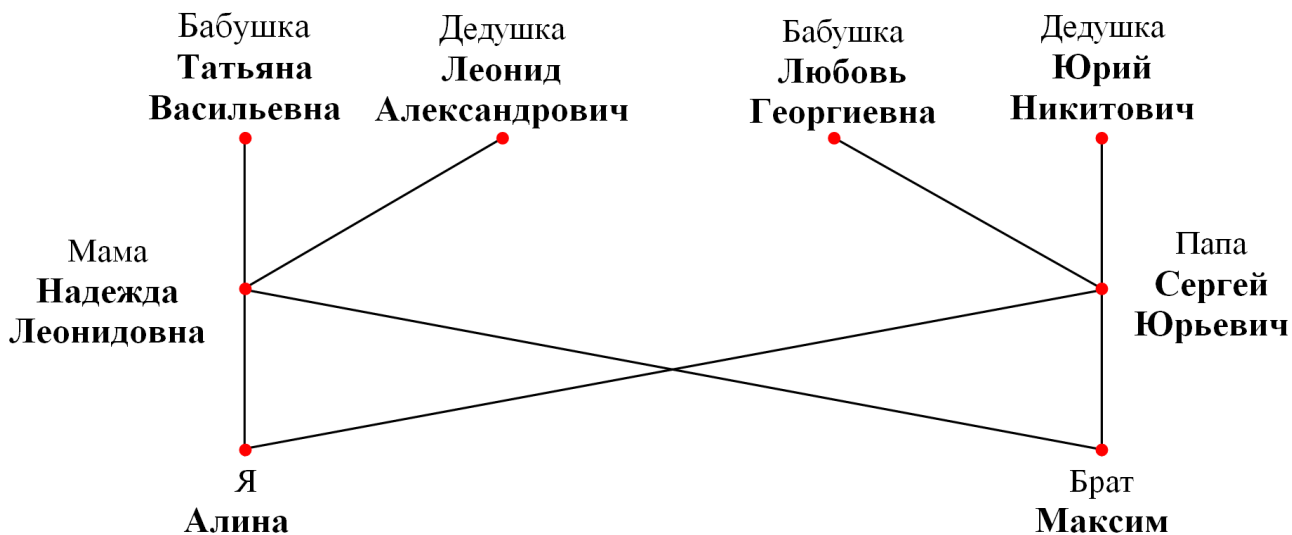 Бабушка
Татьяна
Васильевна
Дедушка
Леонид
Александрович
Бабушка
Любовь
Георгиевна
Дедушка
Юрий
Никитович
Мама
Надежда
Леонидовна
Папа
Сергей
Юрьевич
Я
Алина
Брат
Максим